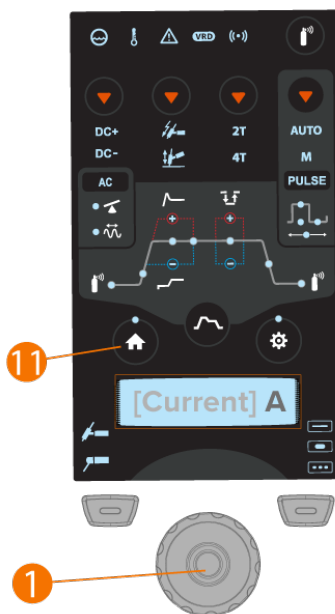 VRD
DC+
2T
AUTO
DC-
4T
M
AC
PULSE
11
[Current] A
1